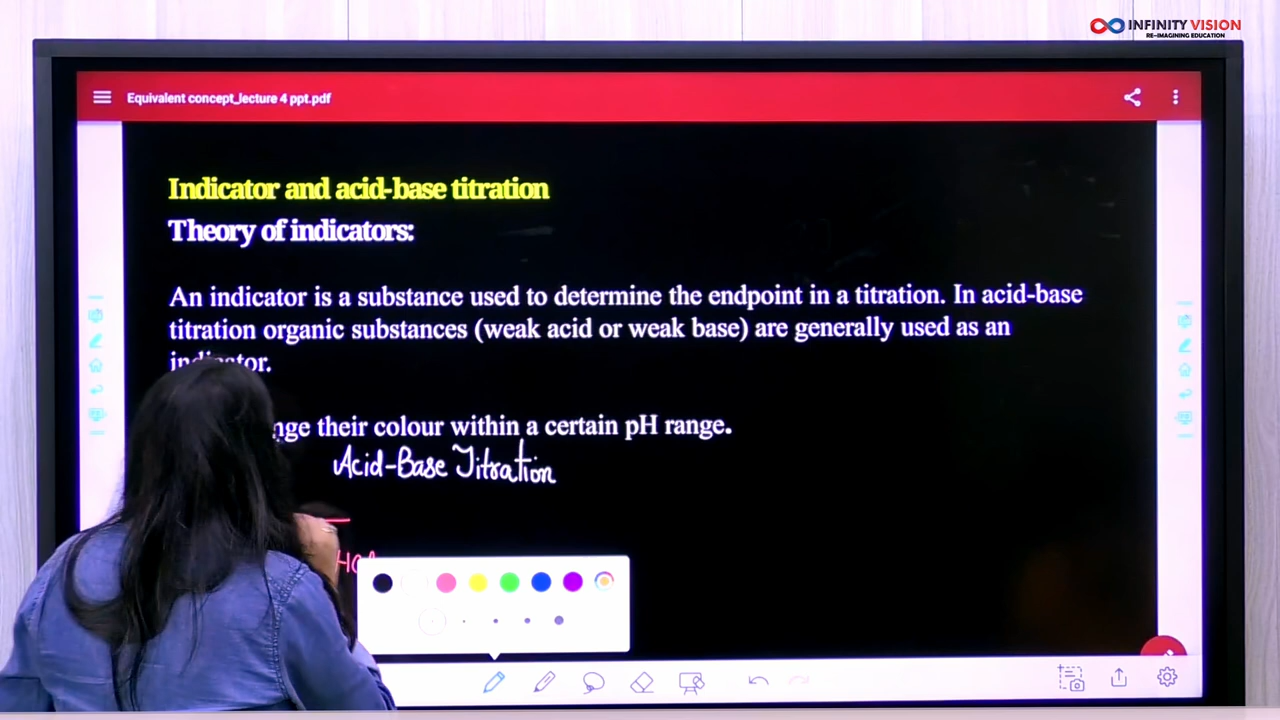 INFINITY VISION
RE-IMAGINING EDUCATION
Equivalent concept_lecture 4 ppt.pdf
Indicator and acid-base titration
Theory of indicators:
An indicator is a substance used to determine the endpoint in a titration. In acid-base
titration organic substances (weak acid or weak base) are generally used as an
indicator.
their colour within a certain pH range.
Acid-Base Titration